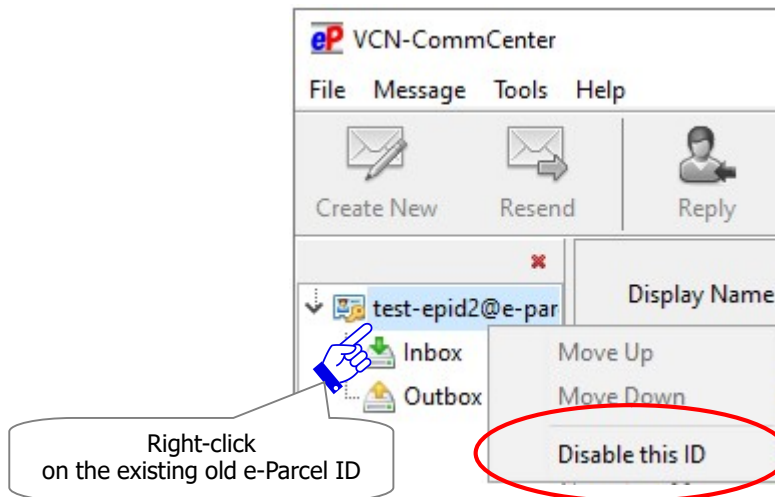 eP VCN-CommCenter
File Message Tools Help
Create New Resend Reply
test-epid2@e-par
Display Name
Inbox
Outbox
Move Up
Move Down
Disable this ID
Right-click
on the existing old e-Parcel ID